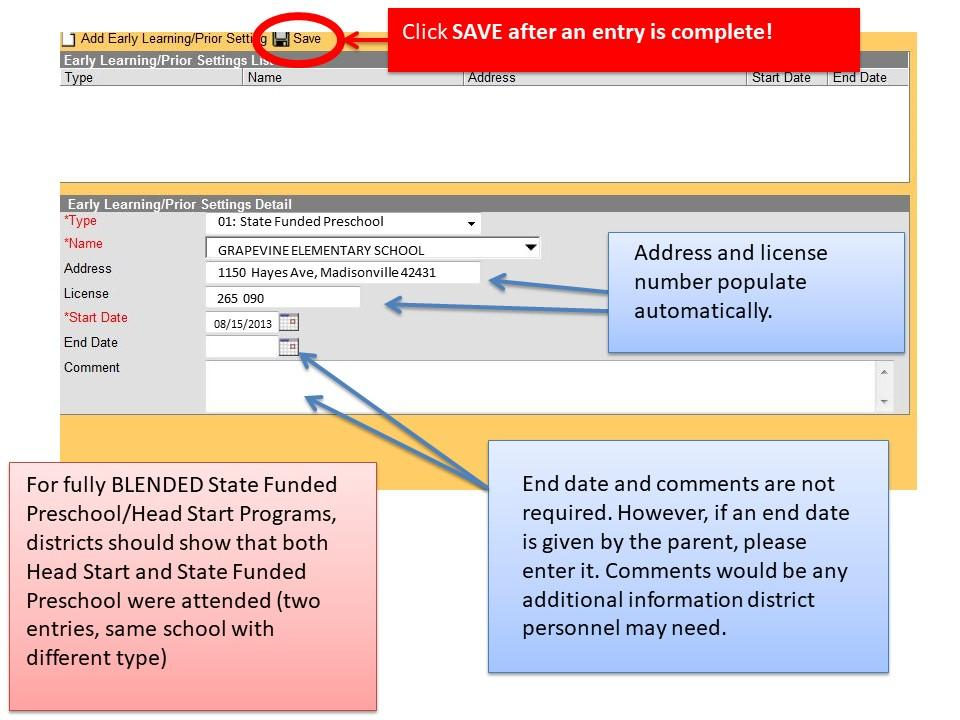 Click SAVE after an entry is complete!
Add Early Learning/Prior Setting Save
Early Learning/Prior Settings Lis
Type Name Address Start Date End Date
Early Learning/Prior Settings Detail
*Type 01: State Funded Preschool
*Name GRAPEVINE ELEMENTARY SCHOOL
Address 1150 Hayes Ave, Madisonville 42431
License 265 090
*Start Date 08/15/2013
End Date
Comment
Address and license
number populate
automatically.
For fully BLENDED State Funded
Preschool/Head Start Programs,
districts should show that both
Head Start and State Funded
Preschool were attended (two
entries, same school with
different type)
End date and comments are not
required. However, if an end date
is given by the parent, please
enter it. Comments would be any
additional information district
personnel may need.